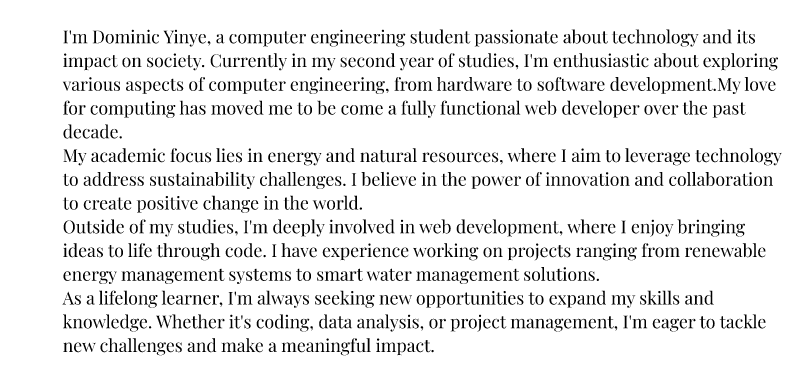 I'm Dominic Yinye, a computer engineering student passionate about technology and its
impact on society. Currently in my second year of studies, I'm enthusiastic about exploring
various aspects of computer engineering, from hardware to software development.My love
for computing has moved me to be come a fully functional web developer over the past
decade.
My academic focus lies in energy and natural resources, where I aim to leverage technology
to address sustainability challenges. I believe in the power of innovation and collaboration
to create positive change in the world.
Outside of my studies, I'm deeply involved in web development, where I enjoy bringing
ideas to life through code. I have experience working on projects ranging from renewable
energy management systems to smart water management solutions.
As a lifelong learner, I'm always seeking new opportunities to expand my skills and
knowledge. Whether it's coding, data analysis, or project management, I'm eager to tackle
new challenges and make a meaningful impact.